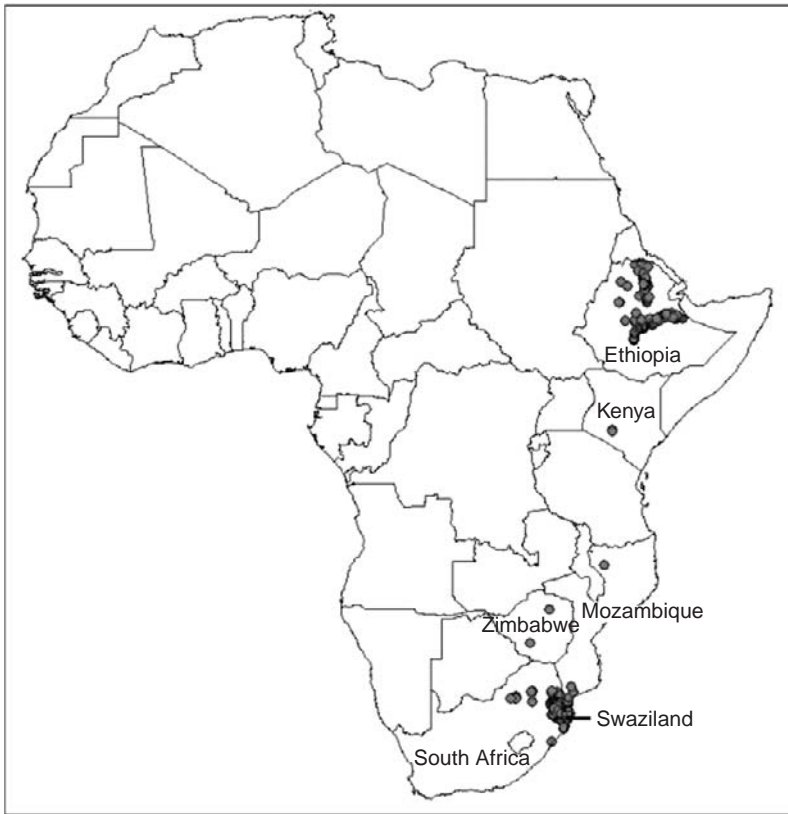 Ethiopia
Kenya
Mozambique
Zimbabwe
Swaziland
South Africa